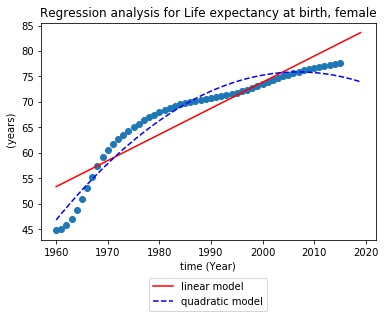 Regression analysis for Life expectancy at birth, female
85
80
75
70
65
60
55
50
45
(years)
1960 1970 1980 1990 2000 2010 2020
time (Year)
linear model
quadratic model